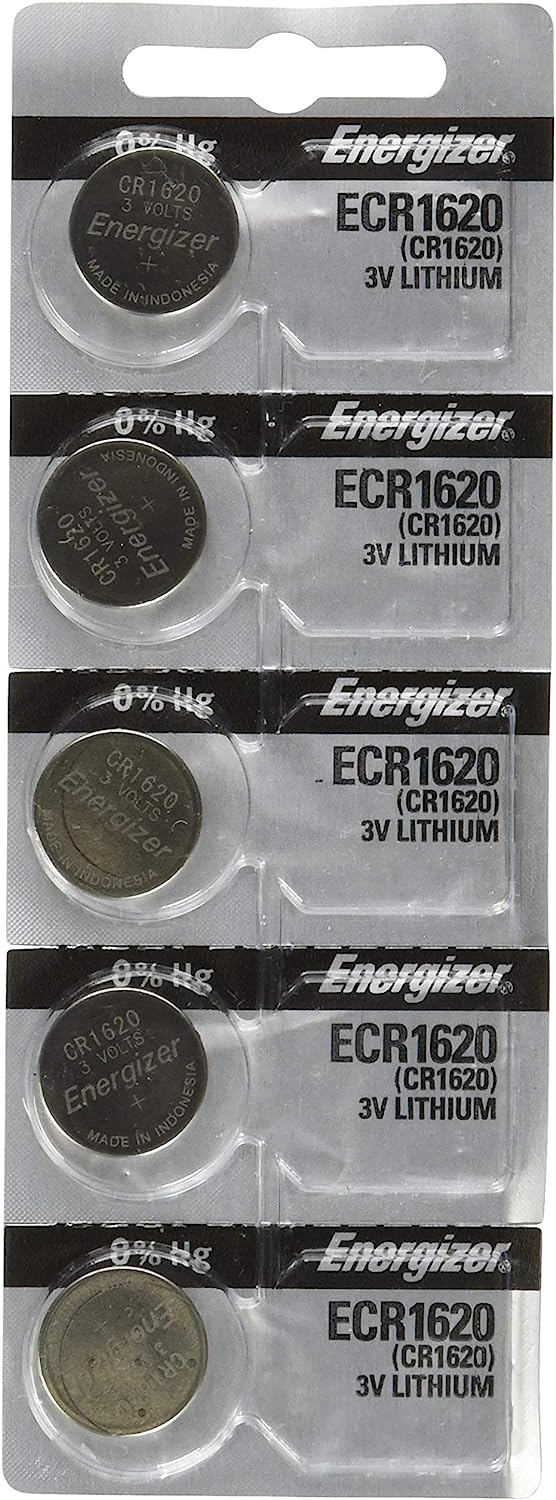 0% Hg
Energizer
CR1620
3 VOLTS
Energizer
+
MADE IN INDONESIA
ECR1620
(CR1620)
3V LITHIUM
0% Hg
Energizer
CR1620
3 VOLTS
Energizer
+
MADE IN INDONESIA
ECR1620
(CR1620)
3V LITHIUM
0% Hg
Energizer
CR1620
3 VOLTS
Energizer
MADE IN INDONESIA
ECR1620
(CR1620)
3V LITHIUM
0% Hg
Energizer
CR1620
3 VOLTS
Energizer
+
MADE IN INDONESIA
ECR1620
(CR1620)
3V LITHIUM
0% Hg
Energizer
ECR1620
(CR1620)
3V LITHIUM